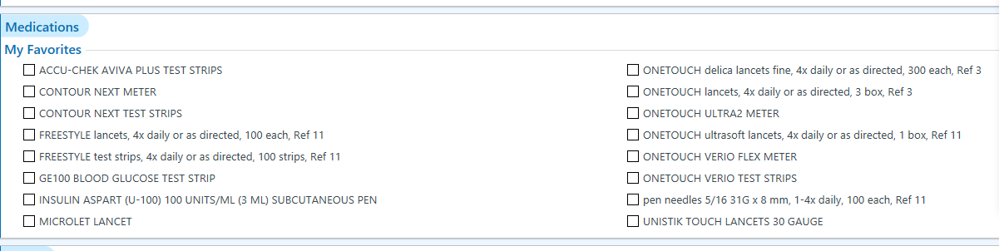 Medications
My Favorites
ACCU-CHEK AVIVA PLUS TEST STRIPS
CONTOUR NEXT METER
CONTOUR NEXT TEST STRIPS
FREESTYLE lancets, 4x daily or as directed, 100 each, Ref 11
FREESTYLE test strips, 4x daily or as directed, 100 strips, Ref 11
GE100 BLOOD GLUCOSE TEST STRIP
INSULIN ASPART (U-100) 100 UNITS/ML (3 ML) SUBCUTANEOUS PEN
MICROLET LANCET
ONETOUCH delica lancets fine, 4x daily or as directed, 300 each, Ref 3
ONETOUCH lancets, 4x daily or as directed, 3 box, Ref 3
ONETOUCH ULTRA2 METER
ONETOUCH ultrasoft lancets, 4x daily or as directed, 1 box, Ref 11
ONETOUCH VERIO FLEX METER
ONETOUCH VERIO TEST STRIPS
pen needles 5/16 31G x 8 mm, 1-4x daily, 100 each, Ref 11
UNISTIK TOUCH LANCETS 30 GAUGE